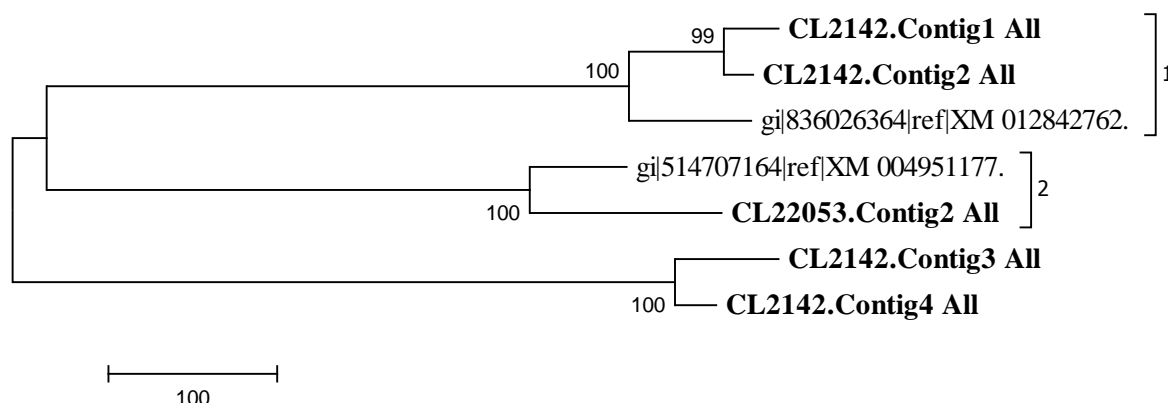 CL2142.Contig1 All
99
CL2142.Contig2 All
100
1
gi|836026364|ref|XM 012842762.
gi|514707164|ref|XM 004951177.
2
100
CL22053.Contig2 All
CL2142.Contig3 All
100
CL2142.Contig4 All
100